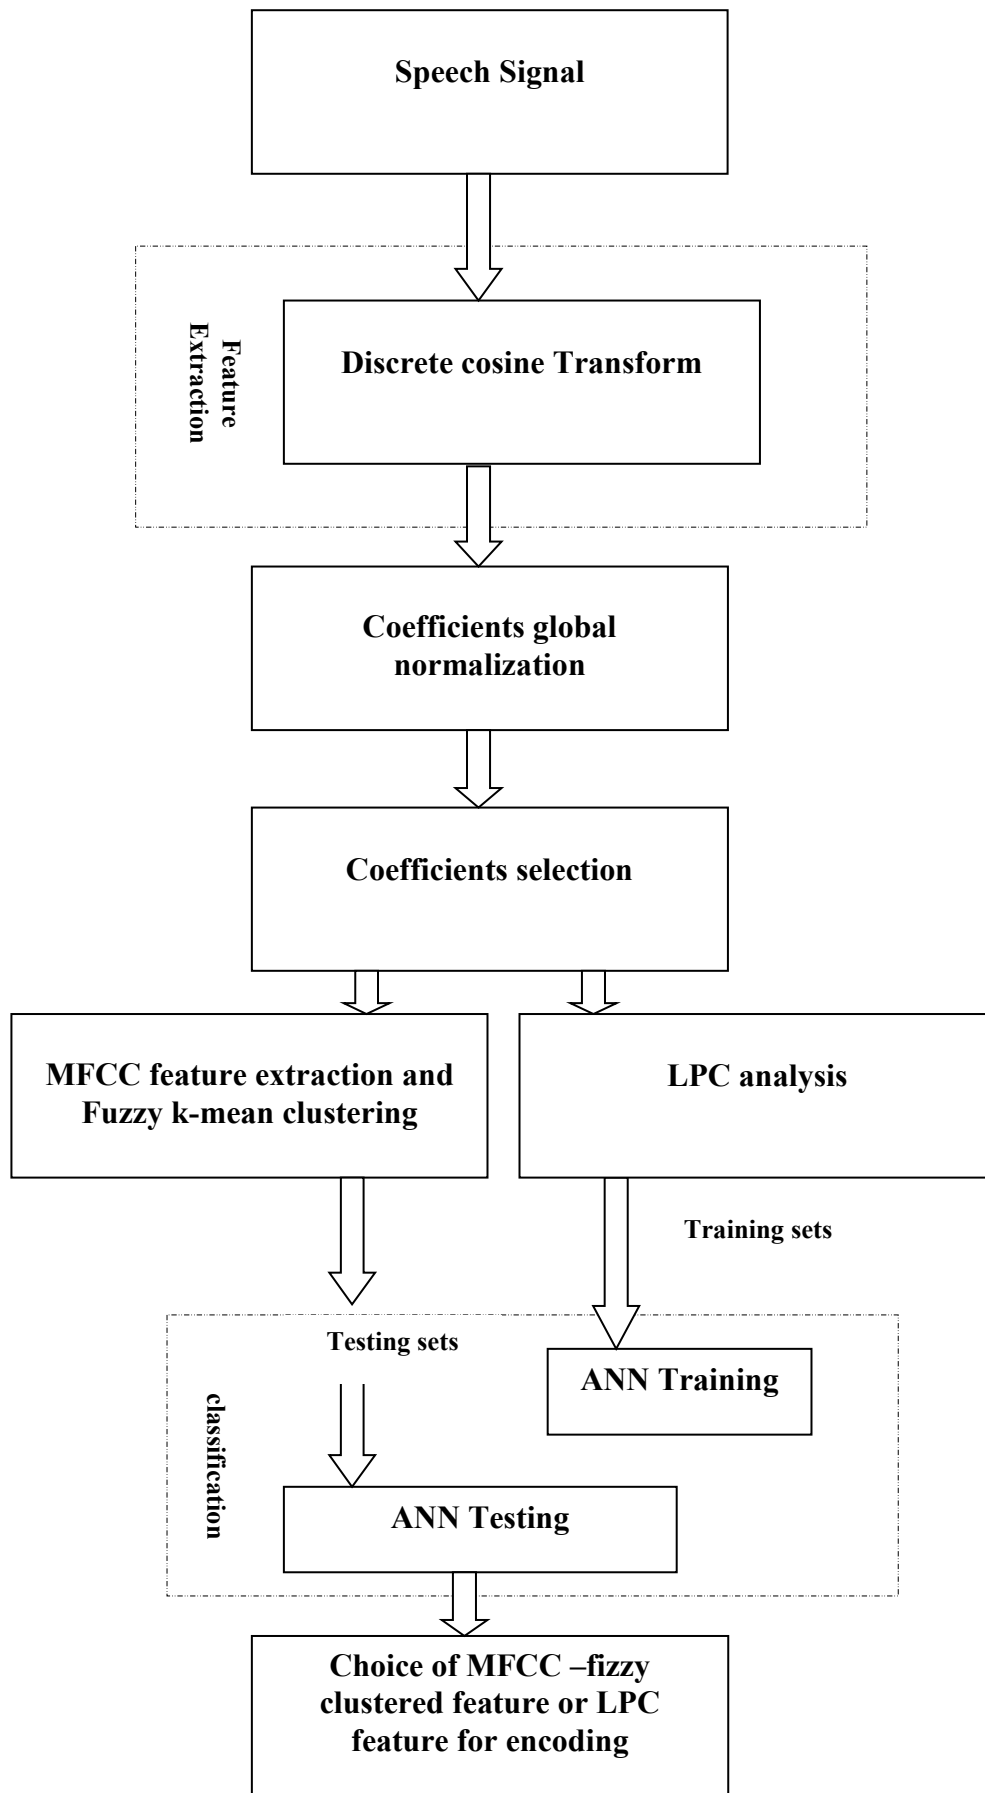 Speech Signal
Feature
Extraction
Discrete cosine Transform
Coefficients global
normalization
Coefficients selection
MFCC feature extraction and
Fuzzy k-mean clustering
LPC analysis
Training sets
Testing sets
ANN Training
classification
ANN Testing
Choice of MFCC –fizzy
clustered feature or LPC
feature for encoding